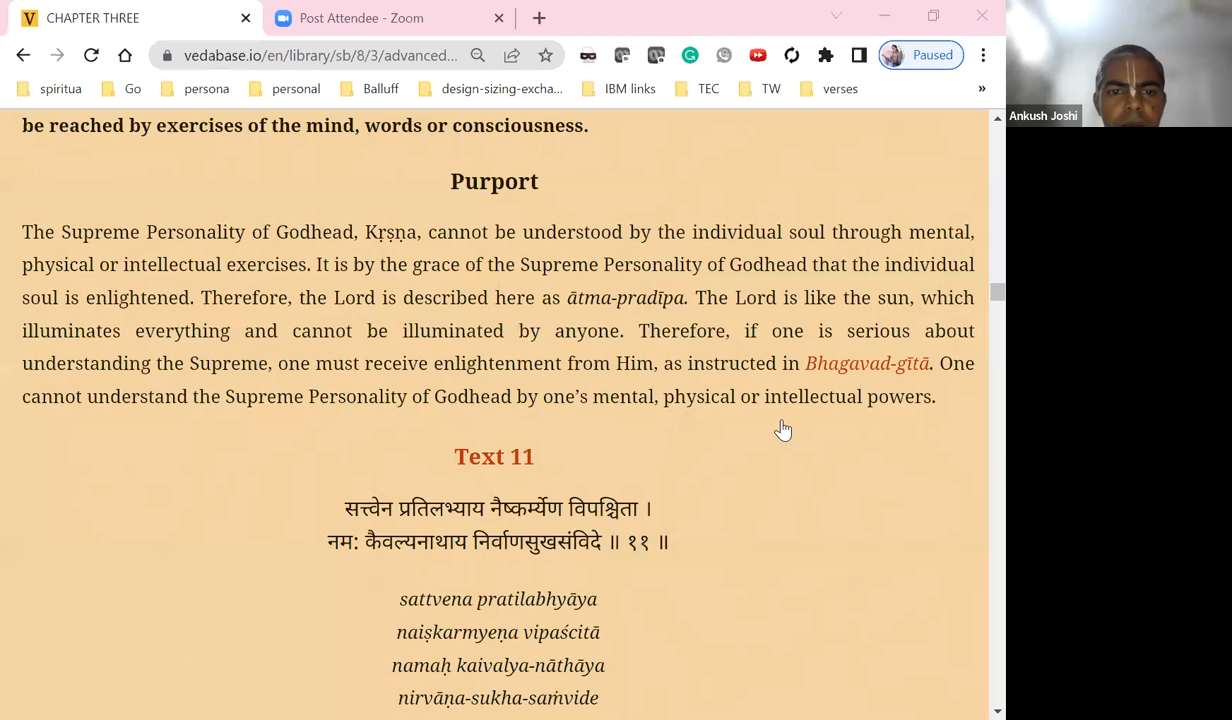 CHAPTER THREE
Post Attendee - Zoom
vedabase.io/en/library/sb/8/3/advanced...
Paused
spiritua
Go
persona
personal
Balluff
design-sizing-excha...
IBM links
TEC
TW
verses
»
Ankush Joshi
be reached by exercises of the mind, words or consciousness.
Purport
The Supreme Personality of Godhead, Kṛṣṇa, cannot be understood by the individual soul through mental,
physical or intellectual exercises. It is by the grace of the Supreme Personality of Godhead that the individual
soul is enlightened. Therefore, the Lord is described here as ātma-pradīpa. The Lord is like the sun, which
illuminates everything and cannot be illuminated by anyone. Therefore, if one is serious about
understanding the Supreme, one must receive enlightenment from Him, as instructed in Bhagavad-gītā. One
cannot understand the Supreme Personality of Godhead by one’s mental, physical or intellectual powers.
Text 11
सत्त्वेन प्रतिलभ्याय नैष्कर्म्येण विपश्चिता ।
नम: कैवल्यनाथाय निर्वाणसुखसंविदे ॥ ११ ॥
sattvena pratilabhyāya
naiṣkarmyeṇa vipaścitā
namaḥ kaivalya-nāthāya
nirvāṇa-sukha-saṁvide